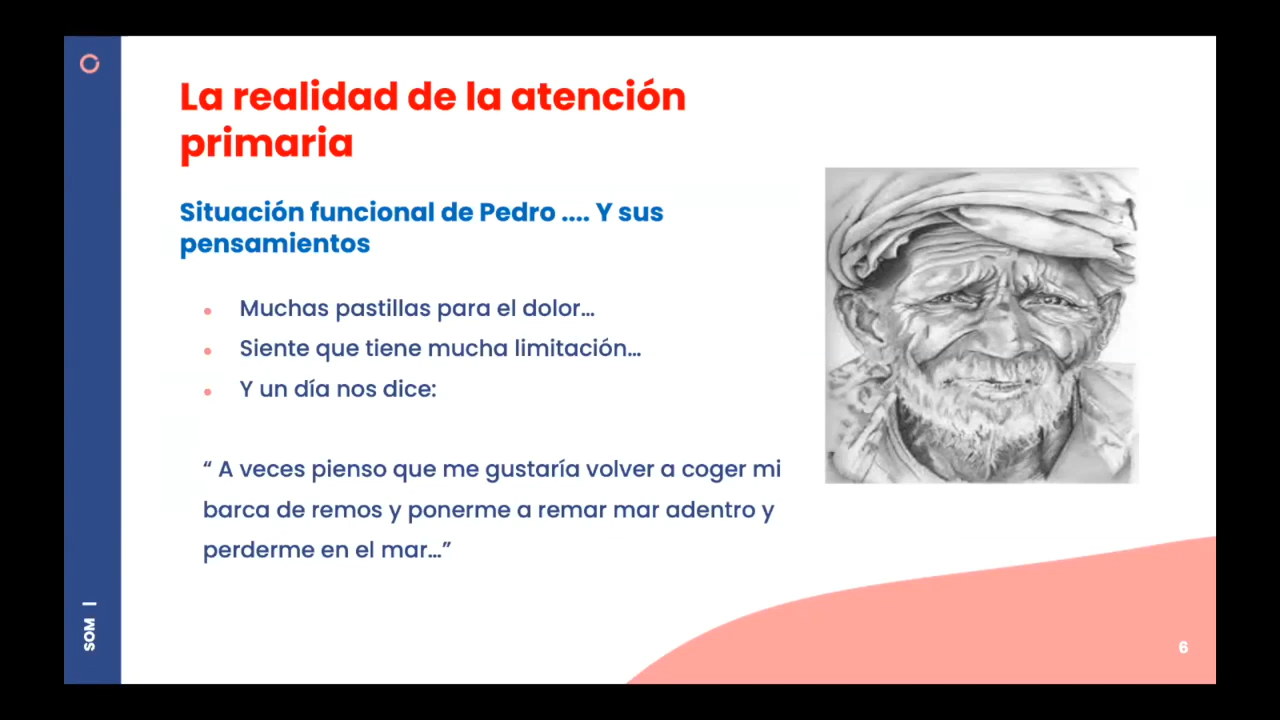 La realidad de la atención
primaria
Situación funcional de Pedro .... Y sus
pensamientos
Muchas pastillas para el dolor...
Siente que tiene mucha limitación...
Y un día nos dice:
“ A veces pienso que me gustaría volver a coger mi
barca de remos y ponerme a remar mar adentro y
perderme en el mar...”
SOM |
6